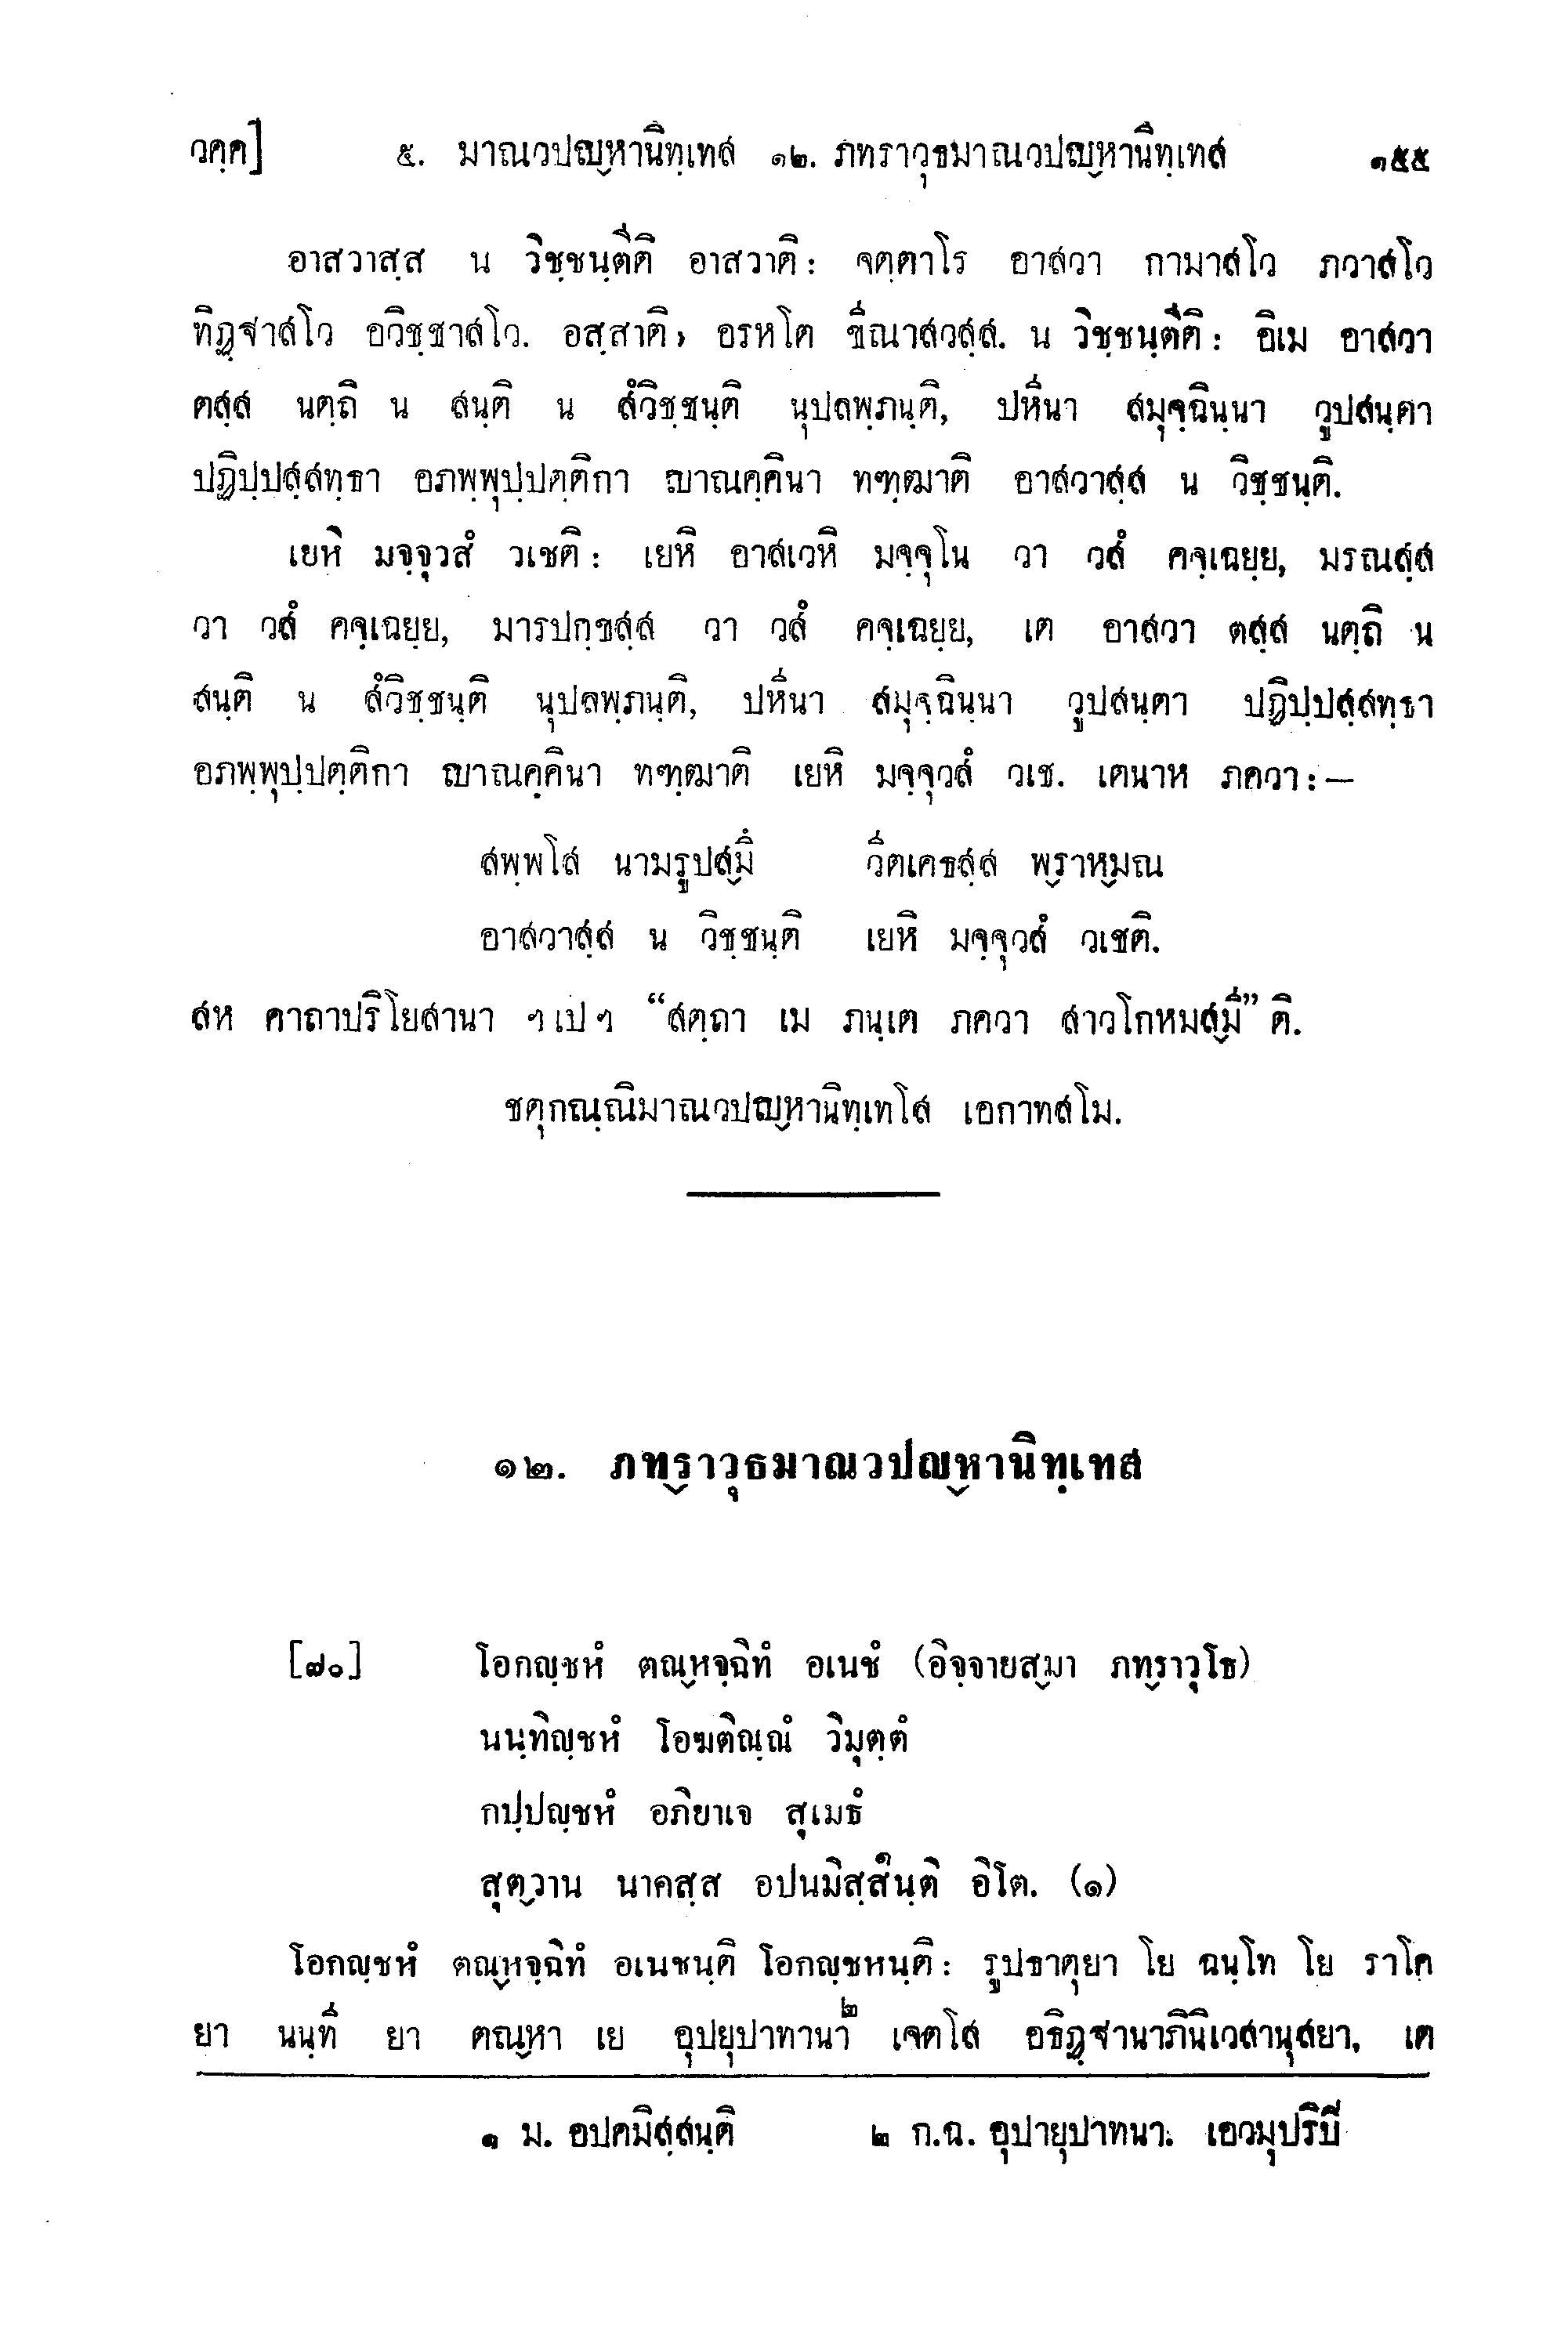 วคฺค]	๕. มาณวปญฺหานิทฺเทส ๑๒. ภทราวุธมาณวปญฺหานิทฺเทส	๑๕๕
อาสวาสฺส น วิชฺชนฺตีติ อาสวาติ: จตฺตาโร อาสวา กามาสโว ภวาสโว
ทิฏฺฐาสโว อวิชฺชาสโว. อสฺสาติ, อรหโต ขีณาสวสฺส. น วิชฺชนฺตีติ: อิเม อาสวา
ตสฺส นตฺถิ น สนฺติ น สํวิชฺชนฺติ นุปลพฺภนฺติ, ปหีนา สมุจฺฉินฺนา วูปสนฺตา
ปฏิปฺปสฺสทฺธา อภพฺพุปฺปตฺติกา ญาณคฺคินา ทฑฺฒาติ อาสวาสฺส น วิชฺชนฺติ.
เยหิ มจฺจุวสํ วเชติ: เยหิ อาสเวหิ มจฺจุโน วา วสํ คจฺเฉยฺย, มรณสฺส
วา วสํ คจฺเฉยฺย, มารปกฺขสฺส วา วสํ คจฺเฉยฺย, เต อาสวา ตสฺส นตฺถิ น
สนฺติ น สํวิชฺชนฺติ นุปลพฺภนฺติ, ปหีนา สมุจฺฉินฺนา วูปสนฺตา ปฏิปฺปสฺสทฺธา
อภพฺพุปฺปตฺติกา ญาณคฺคินา ทฑฺฒาติ เยหิ มจฺจุวสํ วเช. เตนาห ภควา:—
สพฺพโส นามรูปสฺมึ วีตเคธสฺส พฺราหฺมณ
อาสวาสฺส น วิชฺชนฺติ เยหิ มจฺจุวสํ วเชติ.
สห คาถาปริโยสานา ฯเปฯ “สตฺถา เม ภนฺเต ภควา สาวโกหมสฺมี” ติ.
ชตุกณฺณิมาณวปญฺหานิทฺเทโส เอกาทสโม.
๑๒. ภทฺราวุธมาณวปญฺหานิทฺเทส
[๗๐] โอกญฺชหํ ตณฺหจฺฉิทํ อเนชํ (อิจฺจายสฺมา ภทฺราวุโธ)
นนฺทิญฺชหํ โอฆติณฺณํ วิมุตฺตํ
กปฺปญฺชหํ อภิยาเจ สุเมธํ
สุตฺวาน นาคสฺส อปนมิสฺสนฺติ๑ อิโต. (๑)
โอกญฺชหํ ตณฺหจฺฉิทํ อเนชนฺติ โอกญฺชหนฺติ: รูปธาตุยา โย ฉนฺโท โย ราโค
ยา นนฺที ยา ตณฺหา เย อุปยุปาทานา๒ เจตโส อธิฏฺฐานาภินิเวสานุสยา, เต
๑ ม. อปคมิสฺสนฺติ ๒ ก.ฉ. อุปายุปาทนา. เอวมุปริปี